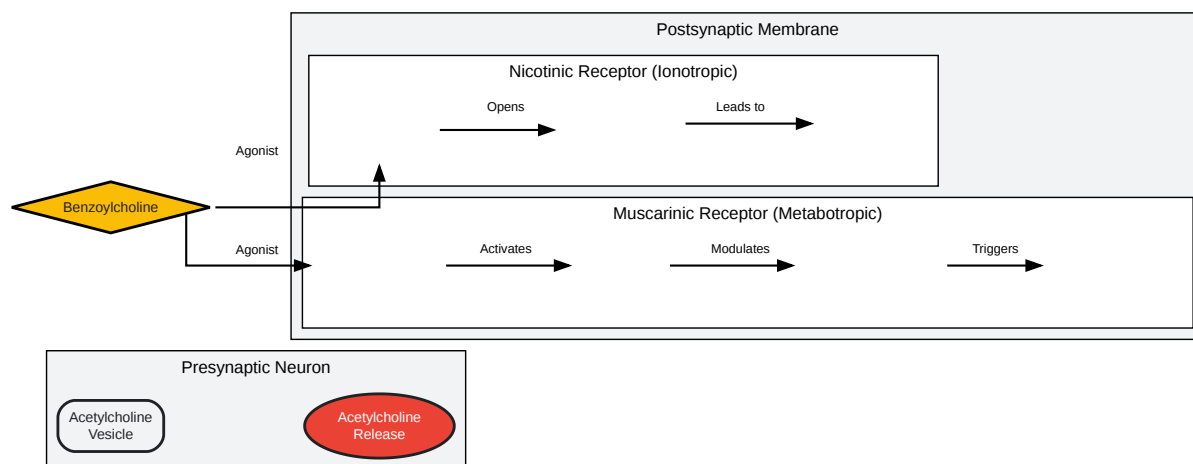 Postsynaptic Membrane
Nicotinic Receptor (Ionotropic)
Opens
Leads to
Agonist
Benzoylcholine
Muscarinic Receptor (Metabotropic)
Agonist
Activates
Modulates
Triggers
Presynaptic Neuron
Acetylcholine
Vesicle
Acetylcholine
Release